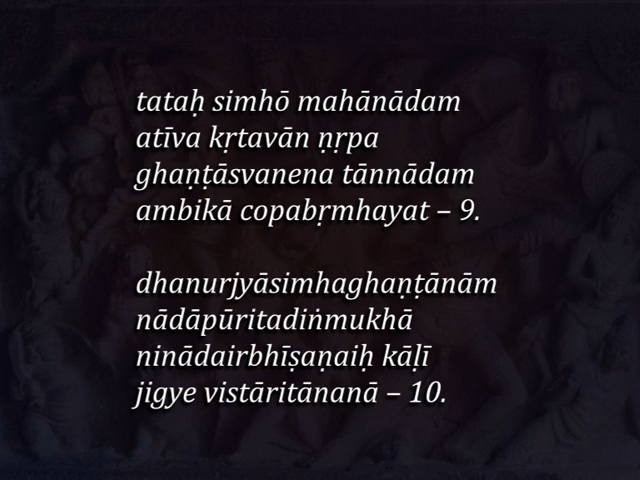 tataḥ simhō mahānādam
atīva kṛtavān ṇṛpa
ghaṇṭāsvanena tānnādam
ambikā copabṛmhayat – 9.
dhanurjyāsimhaghaṇṭānām
nādāpūritadiṅmukhā
ninādairbhīṣaṇaiḥ kāḷī
jigye vistāritānanā – 10.